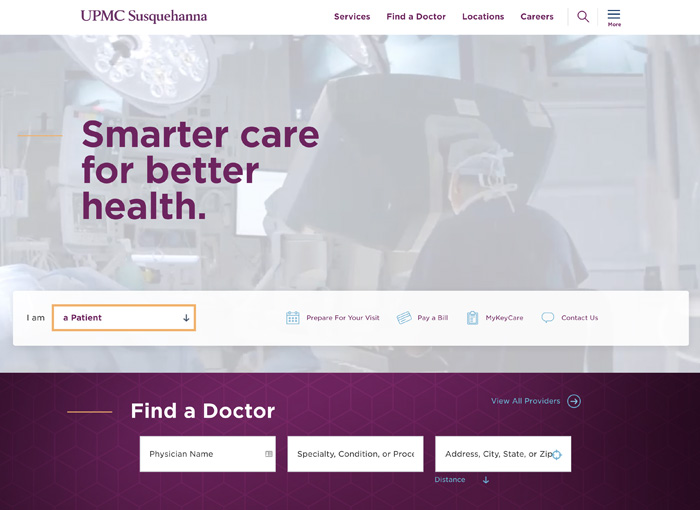 UPMC Susquehanna
Services Find a Doctor Locations Careers
More
Smarter care
for better
health.
I am a Patient Prepare For Your Visit Pay a Bill MyKeyCare Contact Us
Find a Doctor
View All Providers
Physician Name Specialty, Condition, or Proce Address, City, State, or Zip
Distance